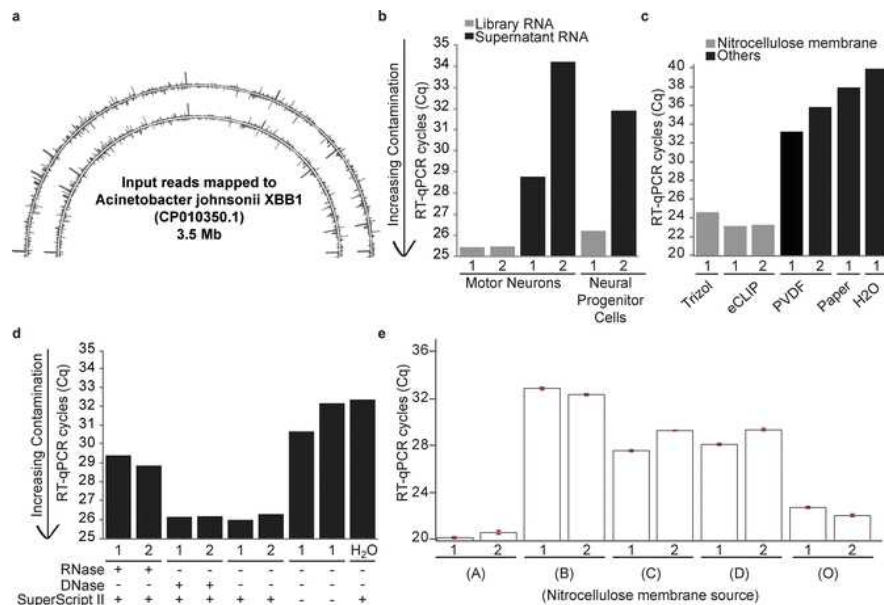 a
Input reads mapped to
Acinetobacter johnsonii XBB1
(CP010350.1)
3.5 Mb
b
Library RNA
Supernatant RNA
Increasing Contamination
RT-qPCR cycles (Cq)
35
34
33
32
31
30
29
28
27
26
25
1 2 1 2 1 2
Motor Neurons
Neural
Progenitor
Cells
c
Nitrocellulose membrane
Others
RT-qPCR cycles (Cq)
40
38
36
34
32
30
28
26
24
22
20
1 1 2 1 2 1 1
Trizol
eCLIP
PVDF
Paper
H2O
d
Increasing Contamination
RT-qPCR cycles (Cq)
35
34
33
32
31
30
29
28
27
26
25
1 2 1 2 1 2 1 1 H2O
RNase + + - - - - - - -
DNase - - + + - - - - -
SuperScript II + + + + + + - - +
e
RT-qPCR cycles (Cq)
36
32
28
24
20
1 2 1 2 1 2 1 2 1 2
(A) (B) (C) (D) (O)
(Nitrocellulose membrane source)